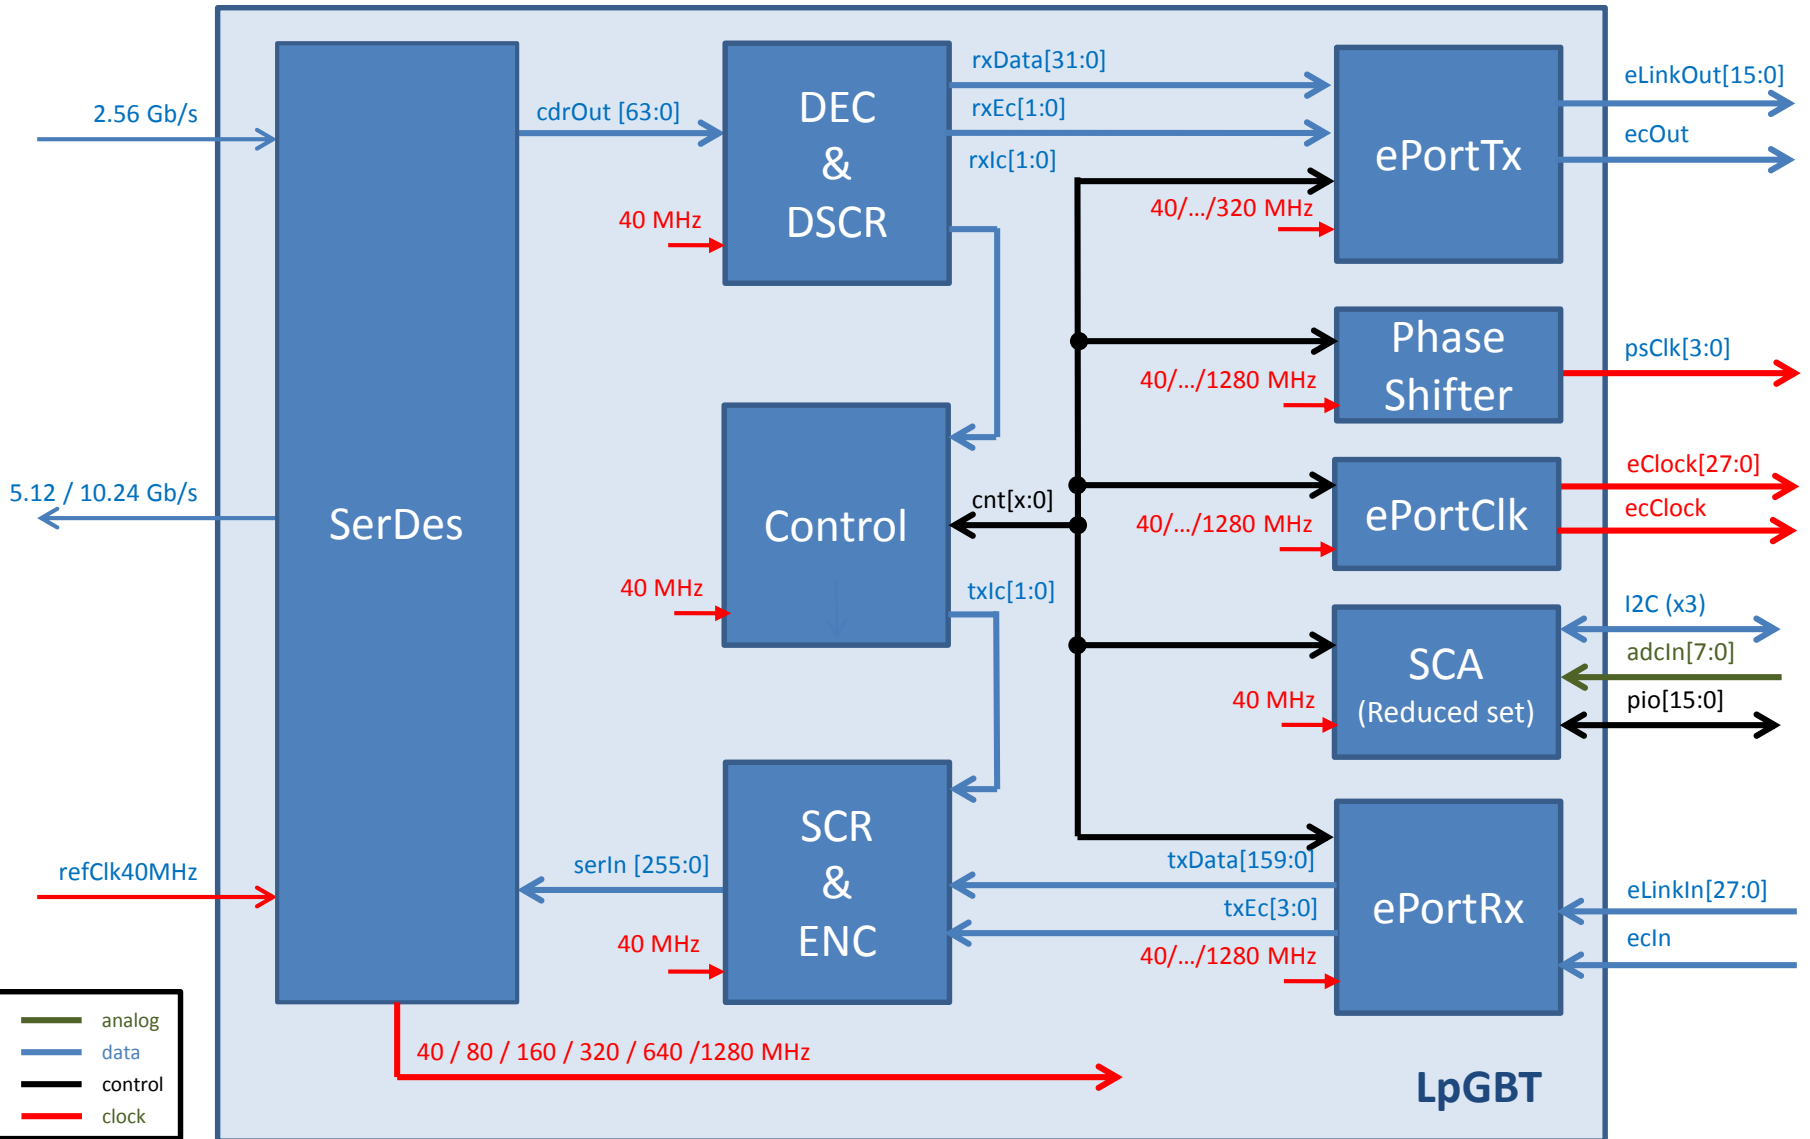 2.56 Gb/s
5.12 / 10.24 Gb/s
refClk40MHz
SerDes
cdrOut [63:0]
40 MHz
DEC
&
DSCR
rxData[31:0]
rxEc[1:0]
rxIc[1:0]
40/.../320 MHz
ePortTx
eLinkOut[15:0]
ecOut
40/.../1280 MHz
Phase
Shifter
psClk[3:0]
40 MHz
Control
cnt[x:0]
txIc[1:0]
40/.../1280 MHz
ePortClk
eClock[27:0]
ecClock
40 MHz
SCA
(Reduced set)
I2C (x3)
adcIn[7:0]
pio[15:0]
serIn [255:0]
40 MHz
SCR
&
ENC
txData[159:0]
txEc[3:0]
40/.../1280 MHz
ePortRx
eLinkIn[27:0]
ecIn
40 / 80 / 160 / 320 / 640 /1280 MHz
LpGBT
analog
data
control
clock